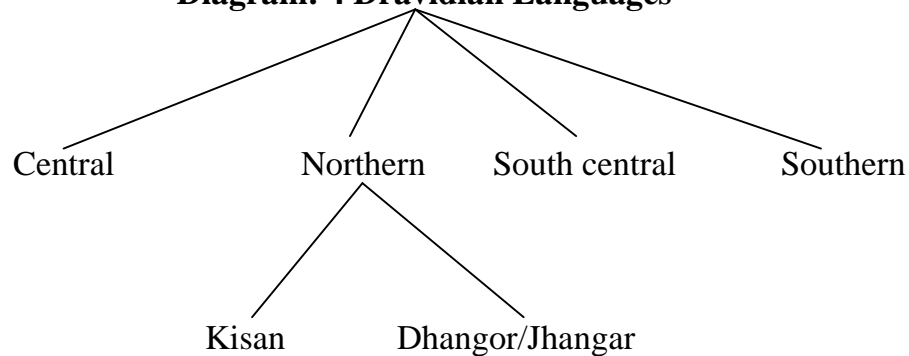 Diagram: 4 Dravidian Languages
Central Northern South central Southern
Kisan Dhangor/Jhangar